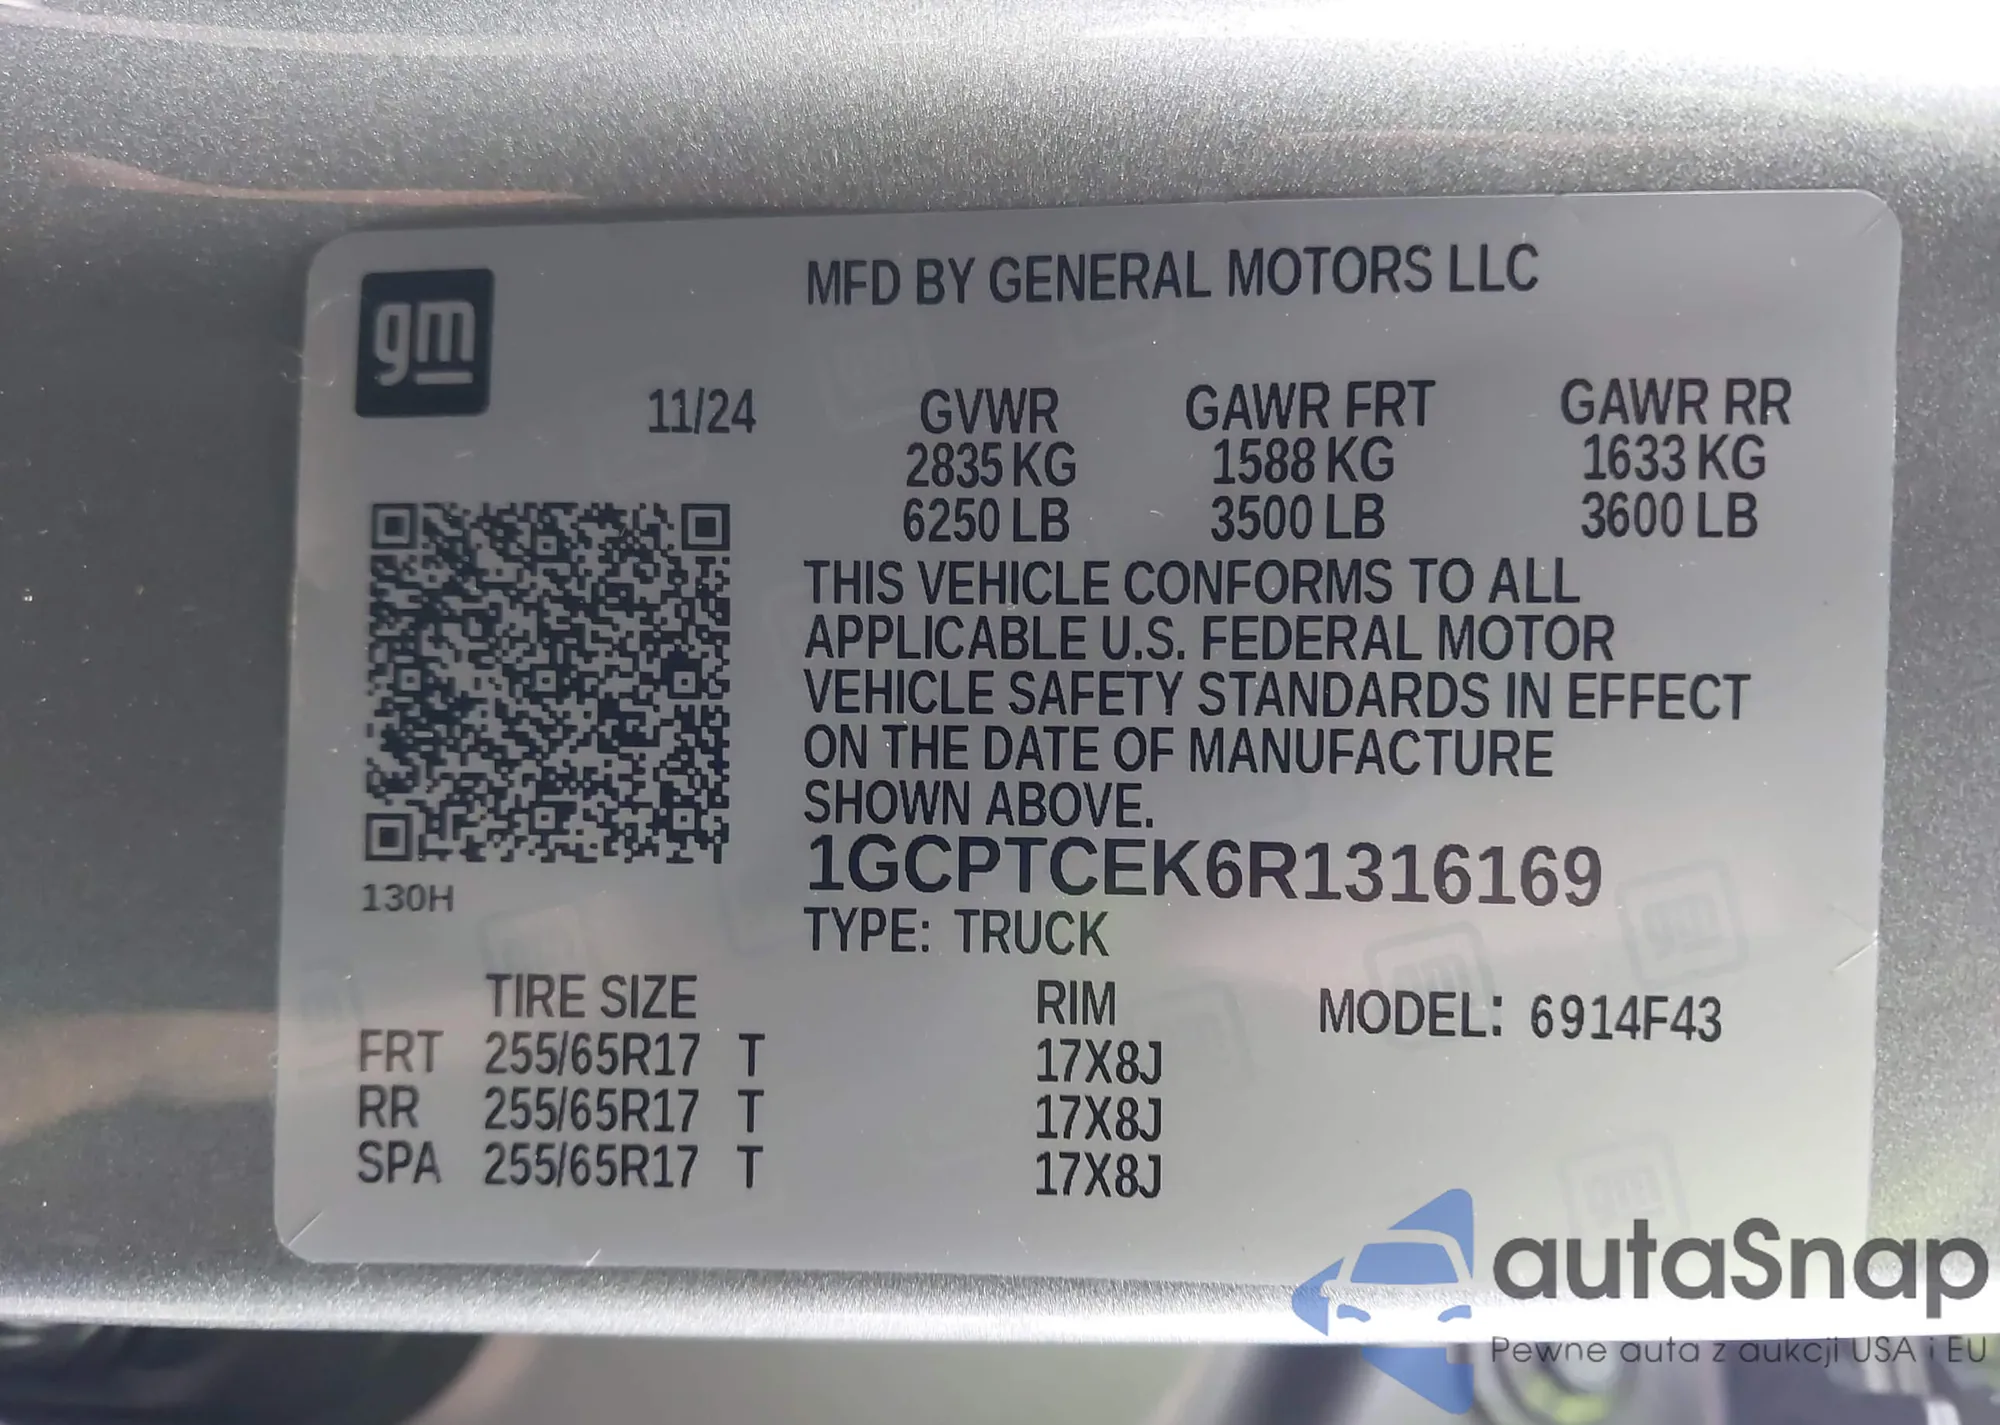 gm
MFD BY GENERAL MOTORS LLC
11/24 GVWR GAWR FRT GAWR RR
2835 KG 1588 KG 1633 KG
6250 LB 3500 LB 3600 LB
THIS VEHICLE CONFORMS TO ALL
APPLICABLE U.S. FEDERAL MOTOR
VEHICLE SAFETY STANDARDS IN EFFECT
ON THE DATE OF MANUFACTURE
SHOWN ABOVE.
1GCPTCEK6R1316169
130H
TYPE: TRUCK
TIRE SIZE RIM MODEL: 6914F43
FRT 255/65R17 T 17X8J
RR 255/65R17 T 17X8J
SPA 255/65R17 T 17X8J
autaSnap
Pewne auta z aukcji USA i EU